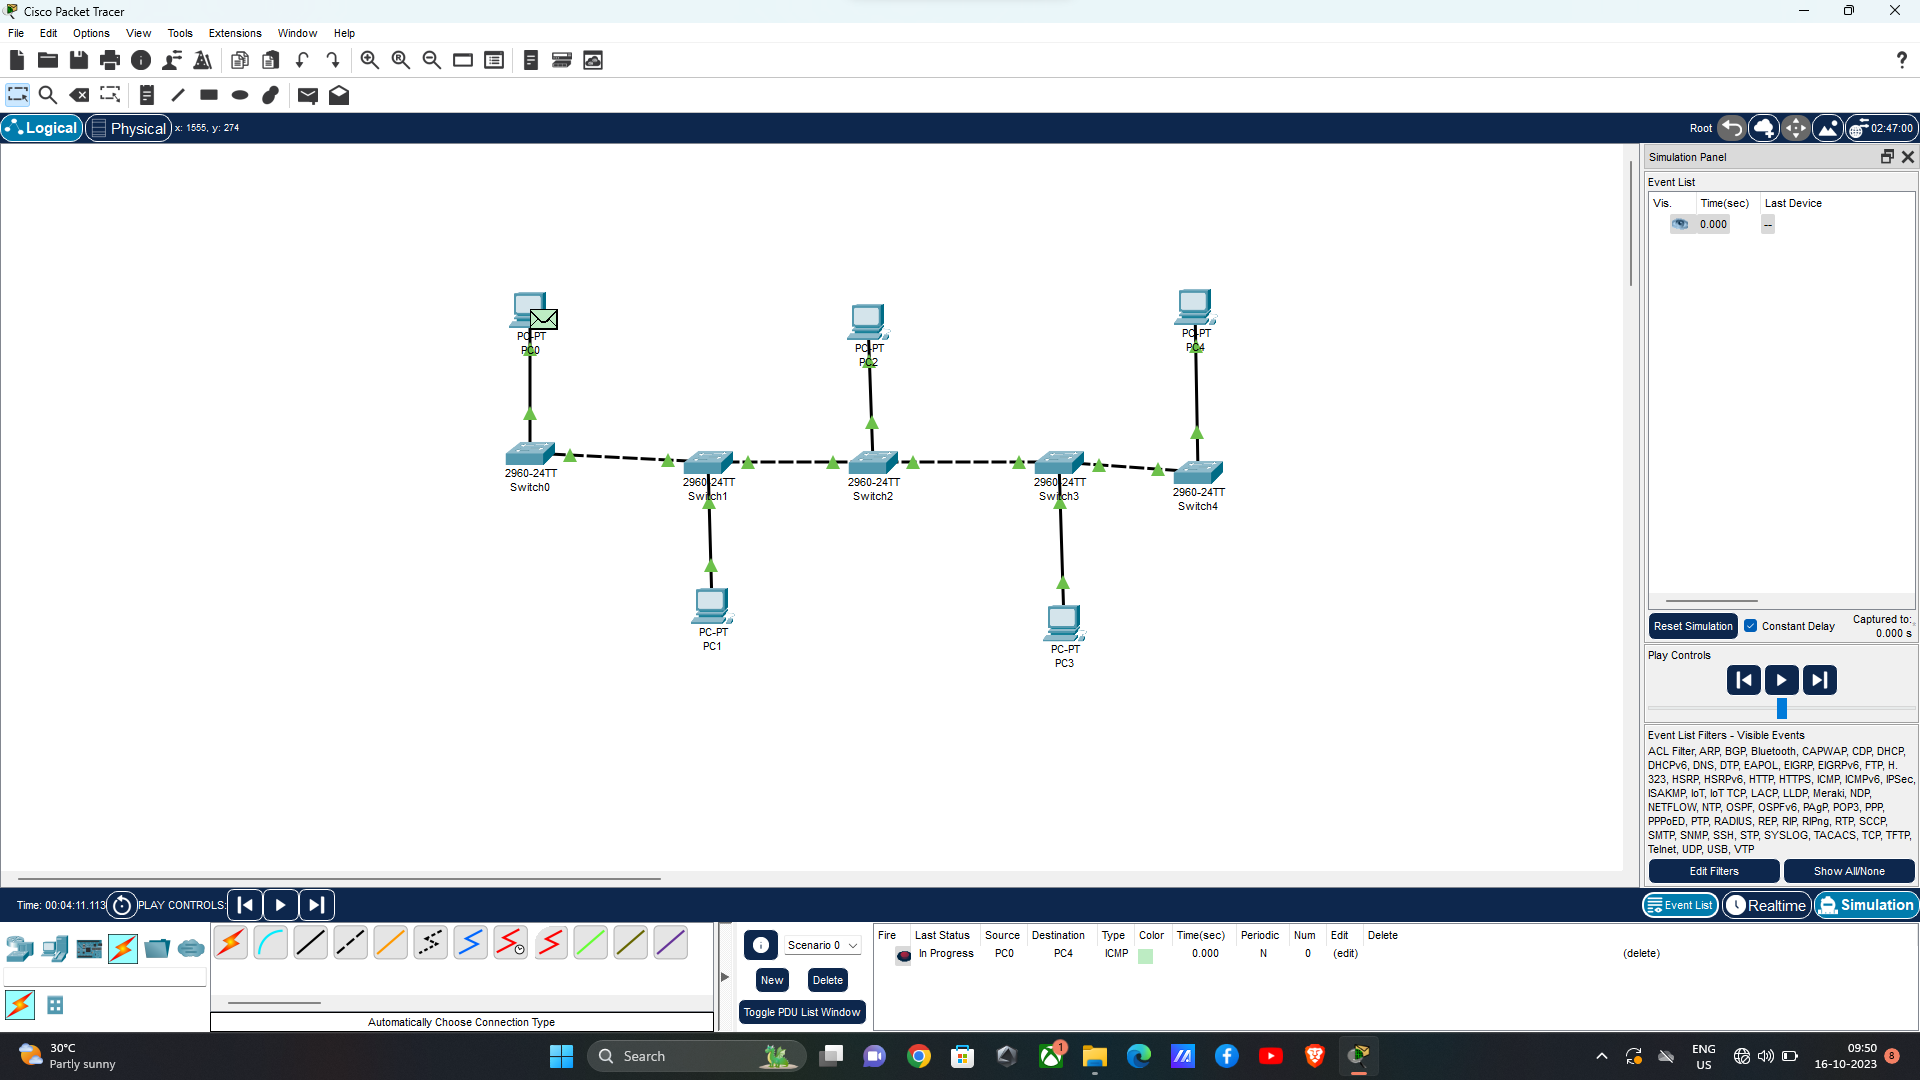 Cisco Packet Tracer
File Edit Options View Tools Extensions Window Help
Logical Physical x: 1555, y: 274 Root 02:47:00
Simulation Panel
Event List
Vis. Time(sec) Last Device
0.000 --
PC-PT
PC0
PC-PT
PC2
PC-PT
PC4
2960-24TT
Switch0
2960-24TT
Switch1
2960-24TT
Switch2
2960-24TT
Switch3
2960-24TT
Switch4
PC-PT
PC1
PC-PT
PC3
Reset Simulation Constant Delay Captured to:
0.000 s
Play Controls
Event List Filters - Visible Events
ACL Filter, ARP, BGP, Bluetooth, CAPWAP, CDP, DHCP,
DHCPv6, DNS, DTP, EAPOL, EIGRP, EIGRPv6, FTP, H.
323, HSRP, HSRPv6, HTTP, HTTPS, ICMP, ICMPv6, IPSec,
ISAKMP, IoT, IoT TCP, LACP, LLDP, Meraki, NDP,
NETFLOW, NTP, OSPF, OSPFv6, PAgP, POP3, PPP,
PPPoED, PTP, RADIUS, REP, RIP, RIPng, RTP, SCCP,
SMTP, SNMP, SSH, STP, SYSLOG, TACACS, TCP, TFTP,
Telnet, UDP, USB, VTP
Edit Filters Show All/None
Time: 00:04:11.113 PLAY CONTROLS: Event List Realtime Simulation
Scenario 0
New Delete
Toggle PDU List Window
Fire Last Status Source Destination Type Color Time(sec) Periodic Num Edit Delete
In Progress PC0 PC4 ICMP 0.000 N 0 (edit) (delete)
Automatically Choose Connection Type
30°C
Partly sunny
Search
1
ENG
US
09:50
16-10-2023
8